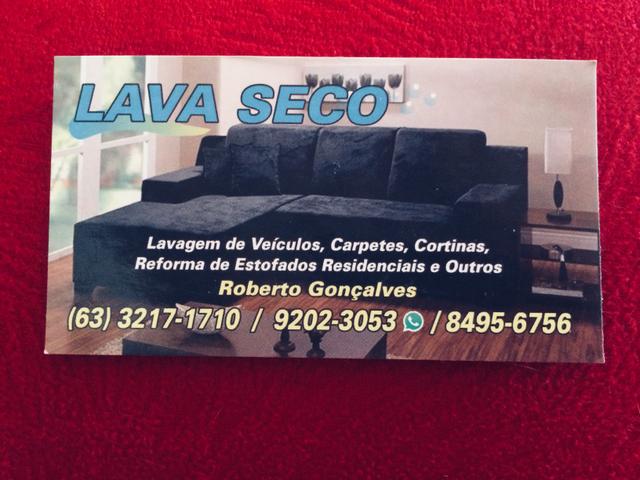 LAVA SECO
Lavagem de Veículos, Carpetes, Cortinas,
Reforma de Estofados Residenciais e Outros
Roberto Gonçalves
(63) 3217-1710 / 9202-3053 / 8495-6756